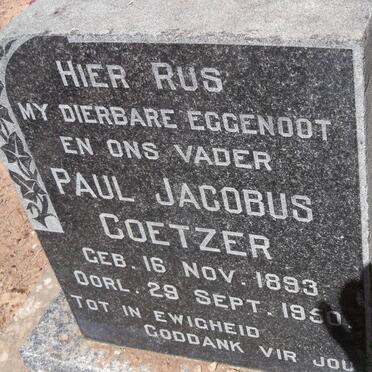 HIER RUS
MY DIERBARE EGGENOOT
EN ONS VADER
PAUL JACOBUS
COETZER
GEB. 16 NOV. 1893.
OORL. 29 SEPT. 1950.
TOT IN EWIGHEID
GODDANK VIR JOU